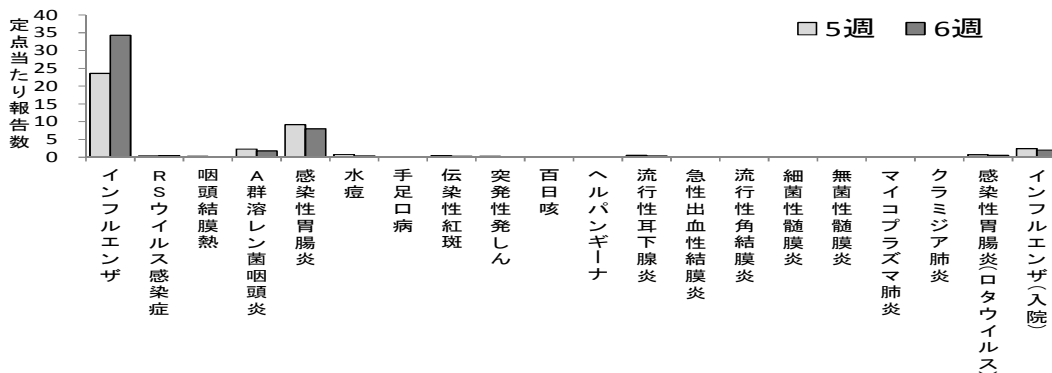 定点当たり報告数
40
35
30
25
20
15
10
5
0
5週
6週
インフルエンザ
RSウイルス感染症
咽頭結膜熱
A群溶レン菌咽頭炎
感染性胃腸炎
水痘
手足口病
伝染性紅斑
突発性発しん
百日咳
ヘルパンギーナ
流行性耳下腺炎
急性出血性結膜炎
流行性角結膜炎
細菌性髄膜炎
無菌性髄膜炎
マイコプラズマ肺炎
クラミジア肺炎
感染性胃腸炎(ロタウイルス)
インフルエンザ(入院)